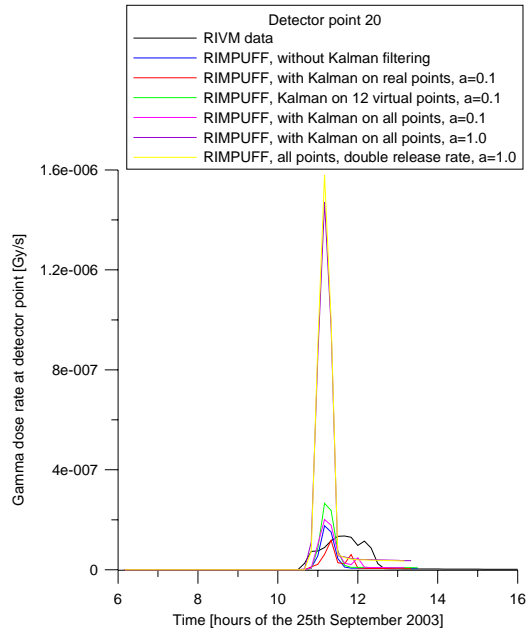 Detector point 20
RIVM data
RIMPUFF, without Kalman filtering
RIMPUFF, with Kalman on real points, a=0.1
RIMPUFF, Kalman on 12 virtual points, a=0.1
RIMPUFF, with Kalman on all points, a=0.1
RIMPUFF, with Kalman on all points, a=1.0
RIMPUFF, all points, double release rate, a=1.0
1.6e-006
1.2e-006
8e-007
4e-007
0
Gamma dose rate at detector point [Gy/s]
6 8 10 12 14 16
Time [hours of the 25th September 2003]